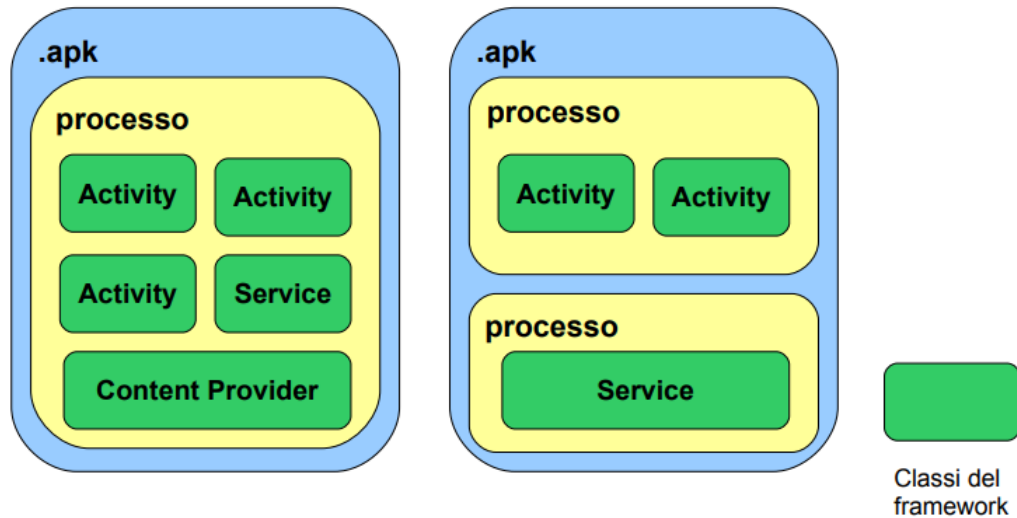 .apk
processo
Activity
Activity
Activity
Service
Content Provider
.apk
processo
Activity
Activity
processo
Service
Classi del
framework